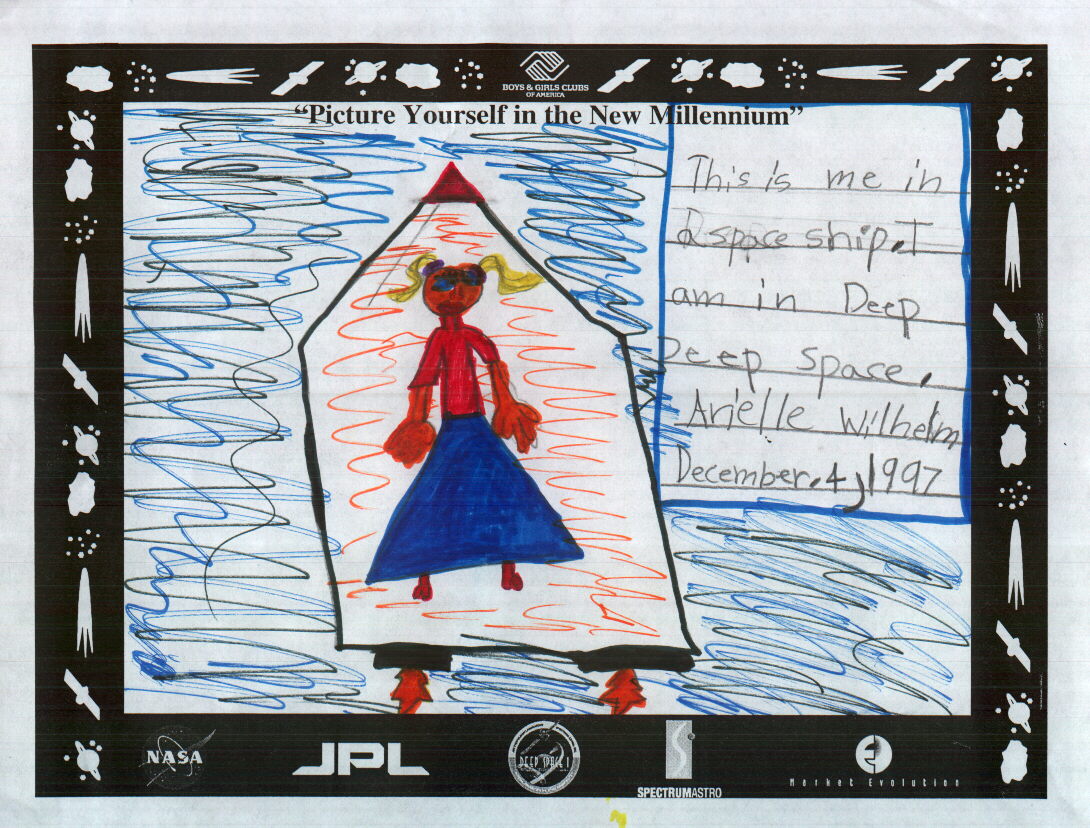 BOYS & GIRLS CLUBS
OF AMERICA
“Picture Yourself in the New Millennium”
This is me in
a space ship. I
am in Deep
Deep space.
Arielle Wilhelm
December. 4, 1997
NASA
JPL
DEEP SPACE 1
SPECTRUMASTRO
Market Evolution